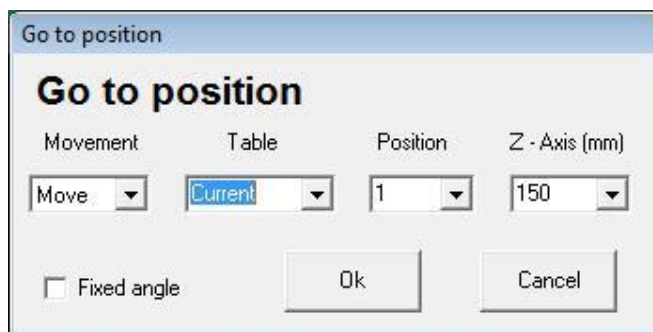 Go to position
Go to position
Movement Table Position Z - Axis (mm)
Move Current 1 150
Fixed angle Ok Cancel